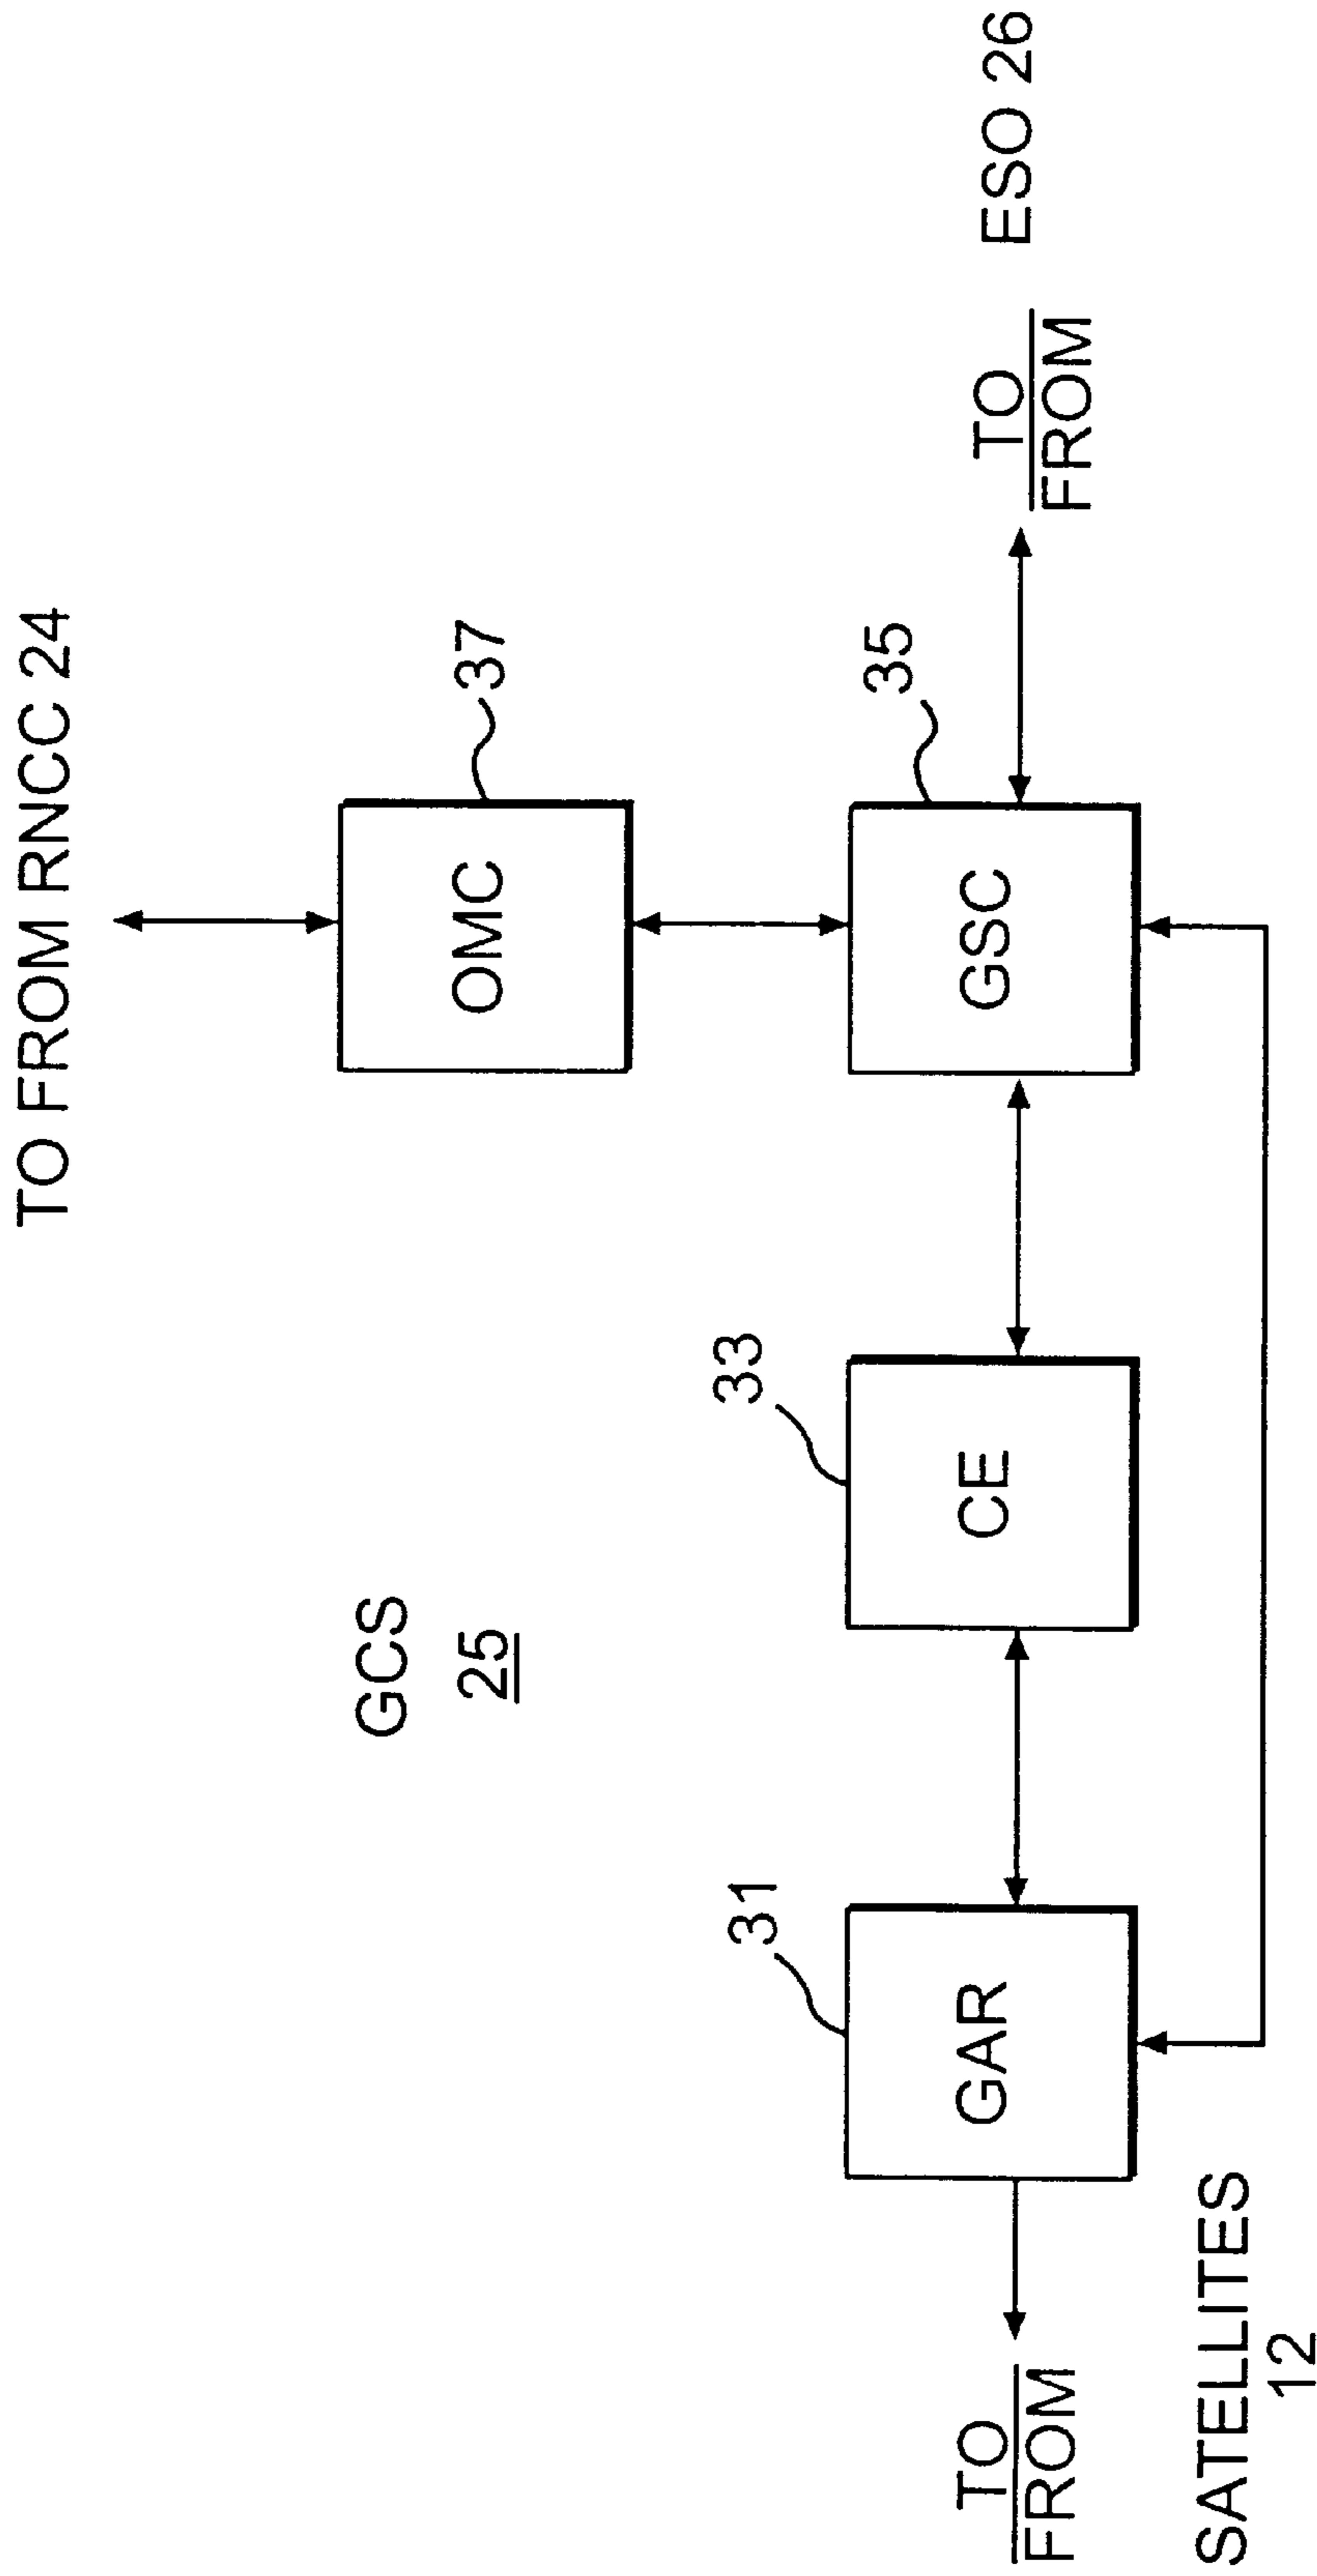 TO FROM RNCC 24
GCS
25
OMC
37
31
33
35
GAR
CE
GSC
TO
FROM
SATELLITES
12
TO
FROM
ESO 26